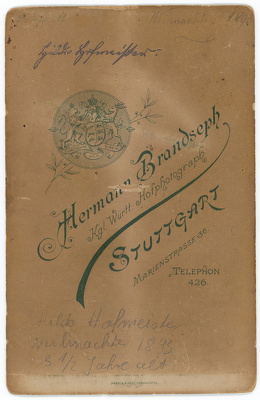 Hilde Hofmeister.
Hermann Brandseph
Kgl. Württ. Hofphotograph
STUTTGART
MARIENSTRASSE 36.
TELEPHON
426
Hilde Hofmeister
Weihnachten 1895
5 1/2 Jahre alt